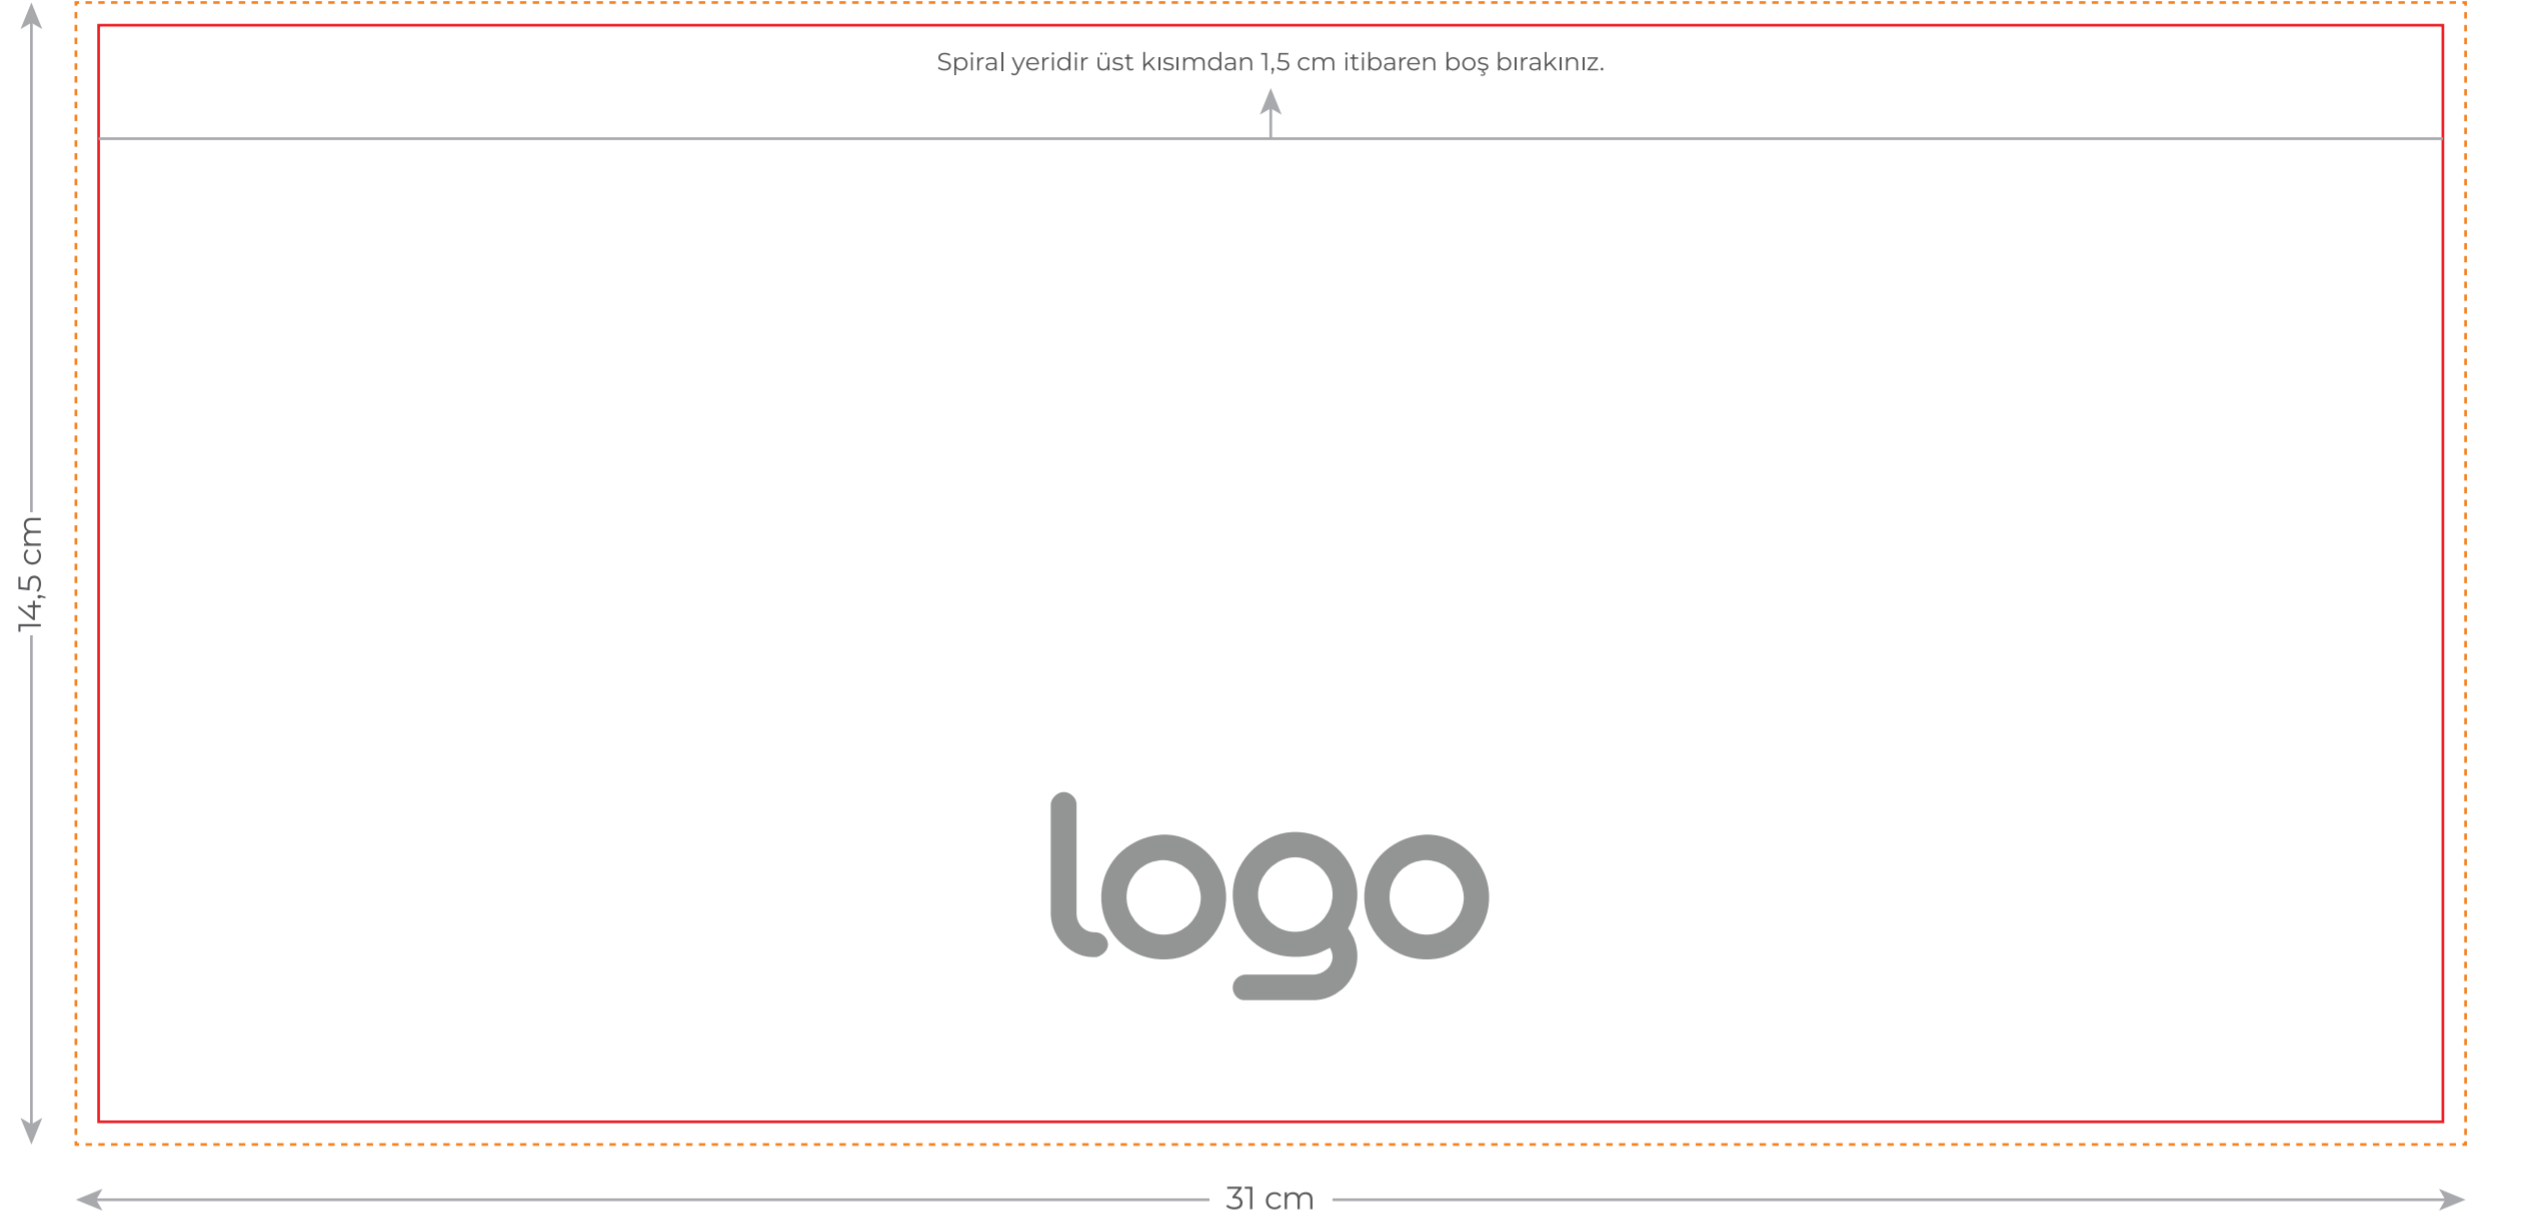 Spiral yeridir üst kısımdan 1,5 cm itibaren boş bırakınız.
14,5 cm
logo
31 cm